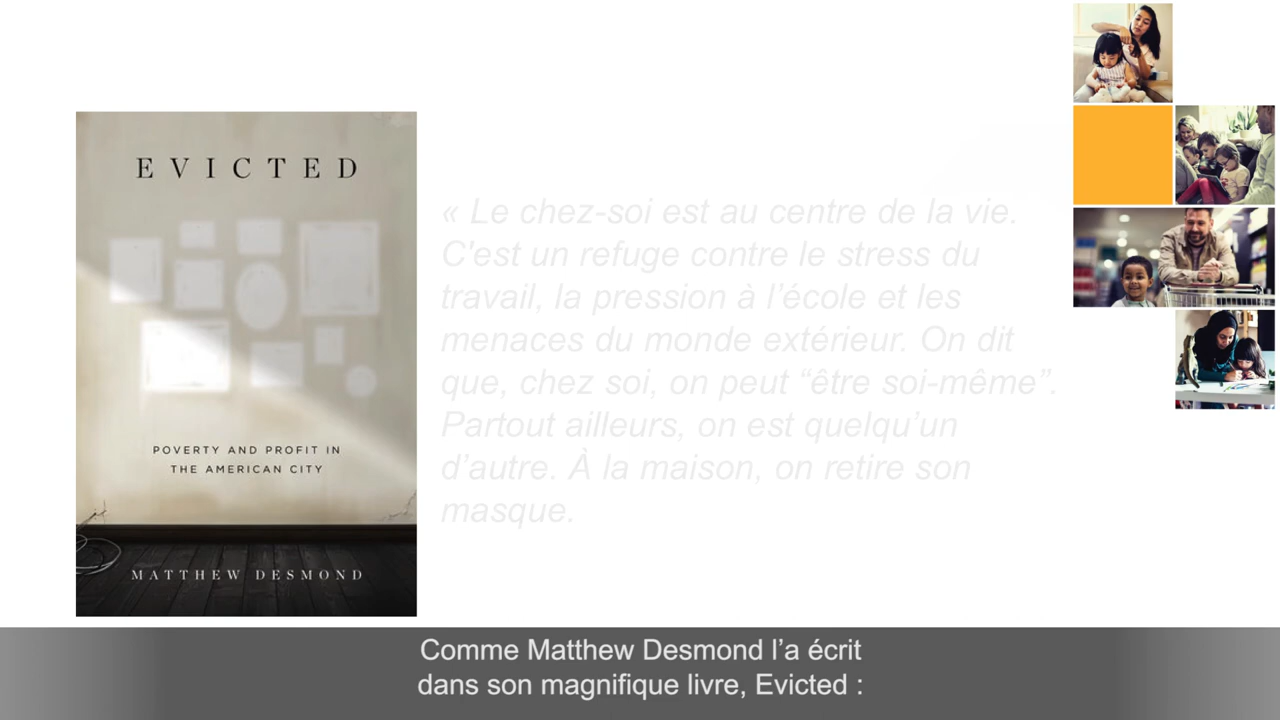 EVICTED
POVERTY AND PROFIT IN
THE AMERICAN CITY
MATTHEW DESMOND
« Le chez-soi est au centre de la vie.
C'est un refuge contre le stress du
travail, la pression à l’école et les
menaces du monde extérieur. On dit
que, chez soi, on peut “être soi-même”.
Partout ailleurs, on est quelqu’un
d’autre. À la maison, on retire son
masque.
Comme Matthew Desmond l’a écrit
dans son magnifique livre, Evicted :